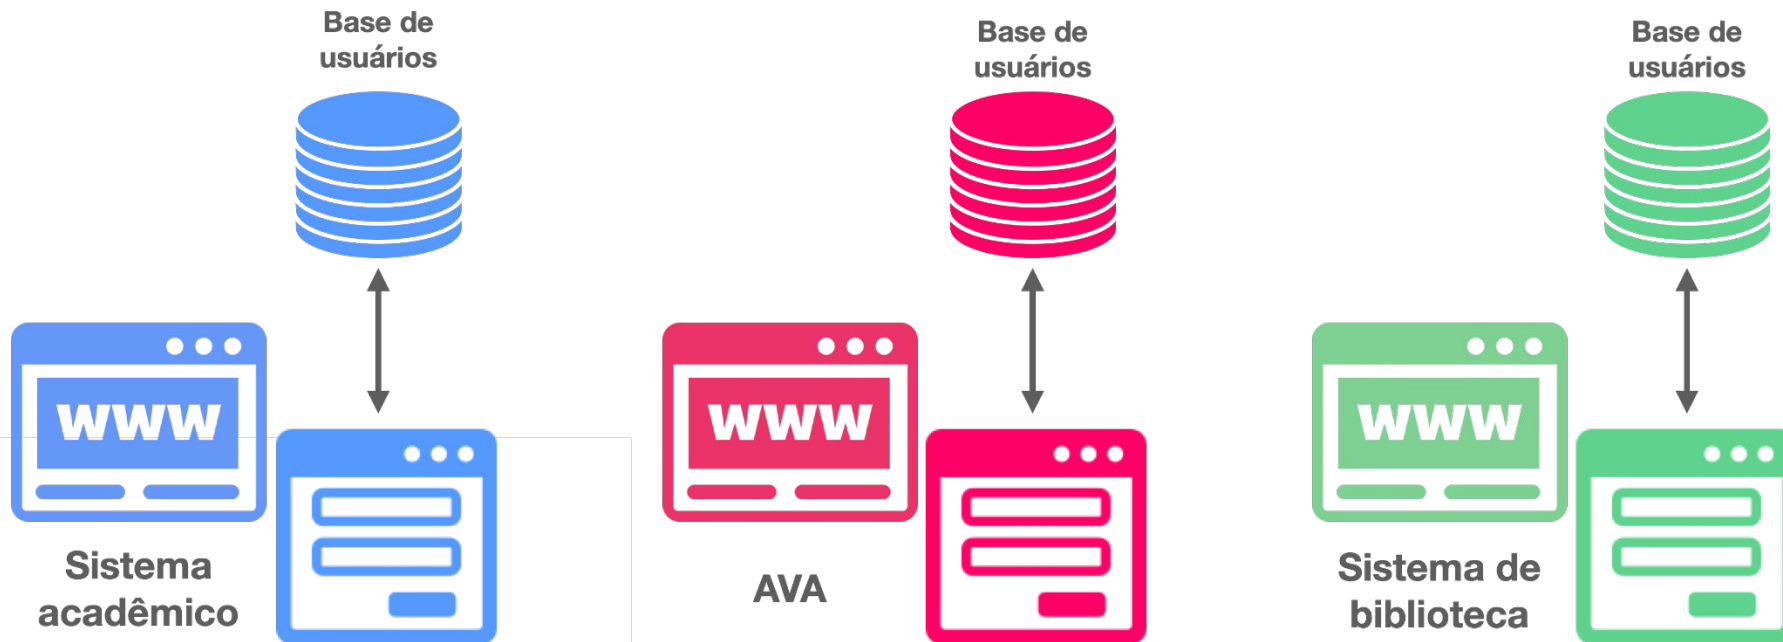 Base de
usuários
Base de
usuários
Base de
usuários
WWW
WWW
WWW
Sistema
acadêmico
AVA
Sistema de
biblioteca